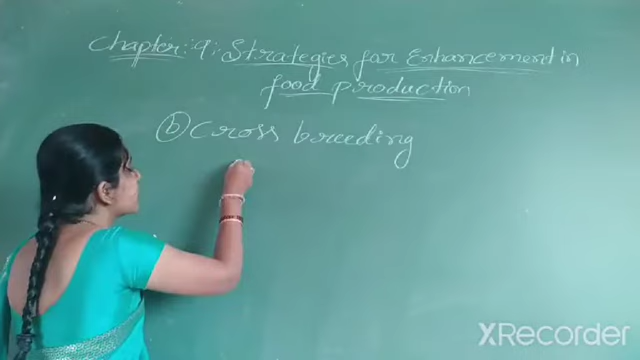 Chapter: 9: Strategies for Enhancement in
food production
(b) Cross breeding
XRecorder